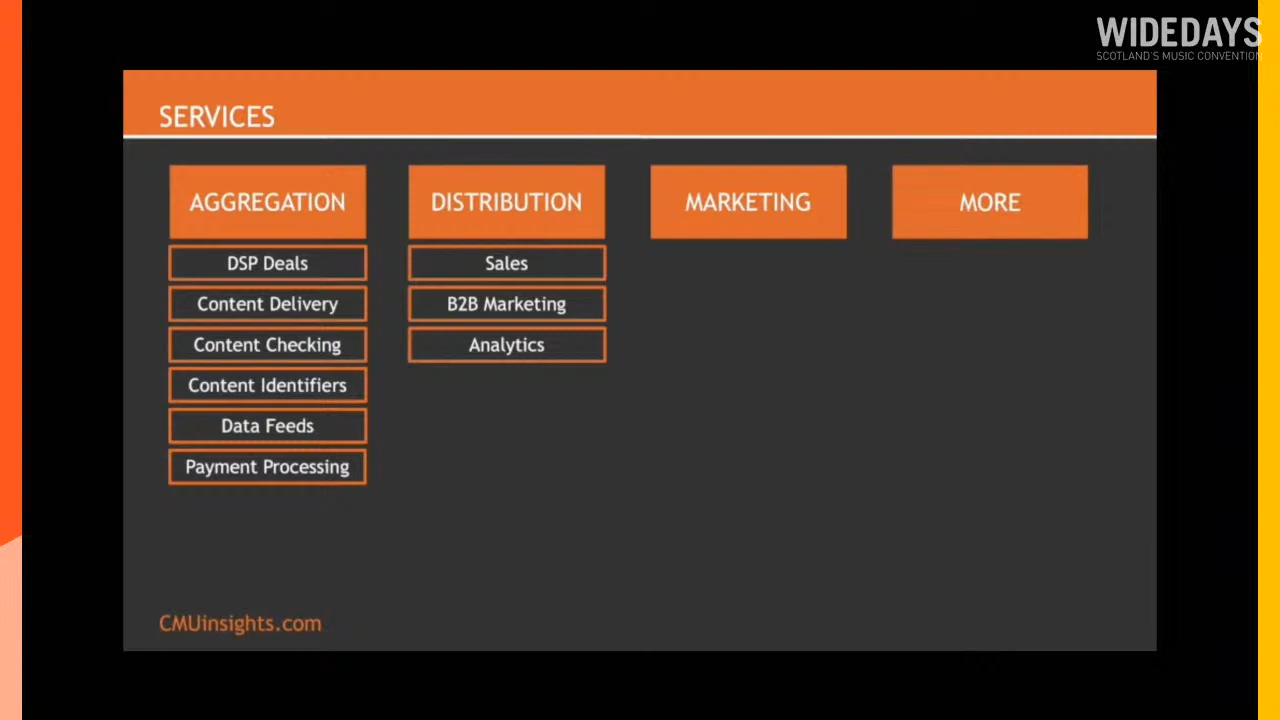 WIDEDAYS
SCOTLAND'S MUSIC CONVENTION
SERVICES
AGGREGATION
DSP Deals
Content Delivery
Content Checking
Content Identifiers
Data Feeds
Payment Processing
DISTRIBUTION
Sales
B2B Marketing
Analytics
MARKETING
MORE
CMUinsights.com